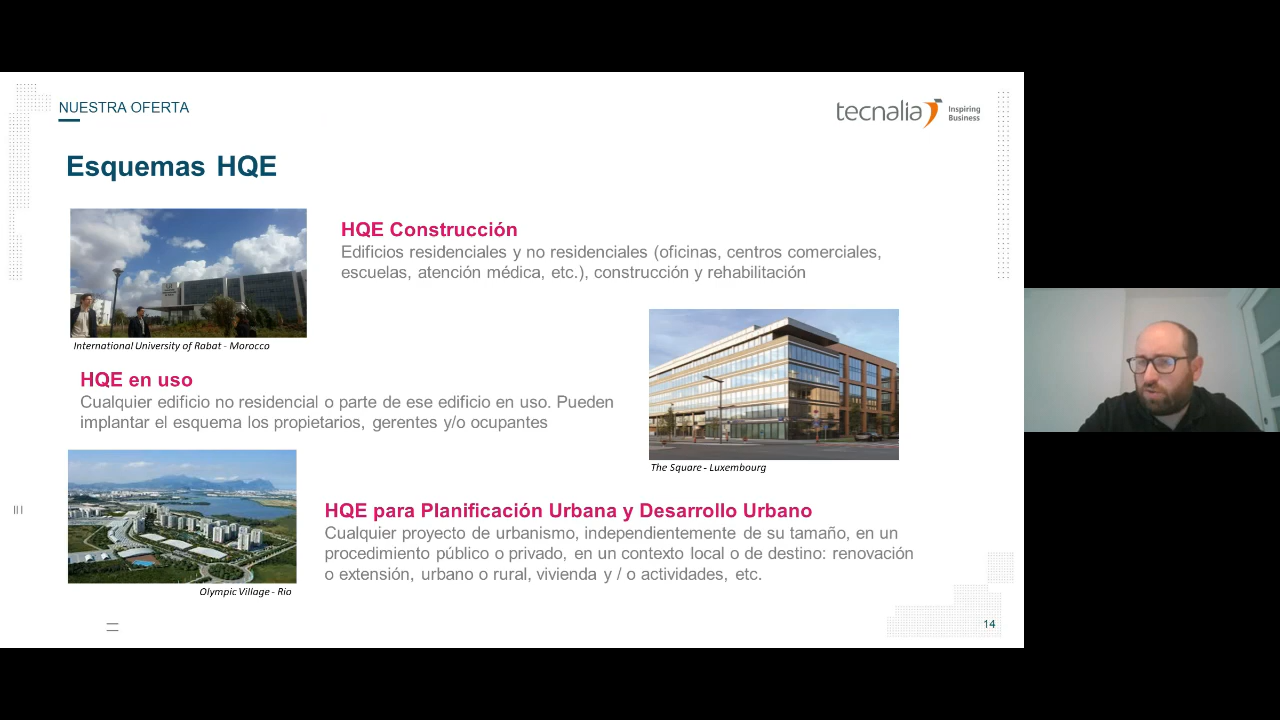 NUESTRA OFERTA
tecnalia Inspiring
Business
Esquemas HQE
HQE Construcción
Edificios residenciales y no residenciales (oficinas, centros comerciales,
escuelas, atención médica, etc.), construcción y rehabilitación
International University of Rabat - Morocco
HQE en uso
Cualquier edificio no residencial o parte de ese edificio en uso. Pueden
implantar el esquema los propietarios, gerentes y/o ocupantes
The Square - Luxembourg
HQE para Planificación Urbana y Desarrollo Urbano
Cualquier proyecto de urbanismo, independientemente de su tamaño, en un
procedimiento público o privado, en un contexto local o de destino: renovación
o extensión, urbano o rural, vivienda y / o actividades, etc.
Olympic Village - Rio
14